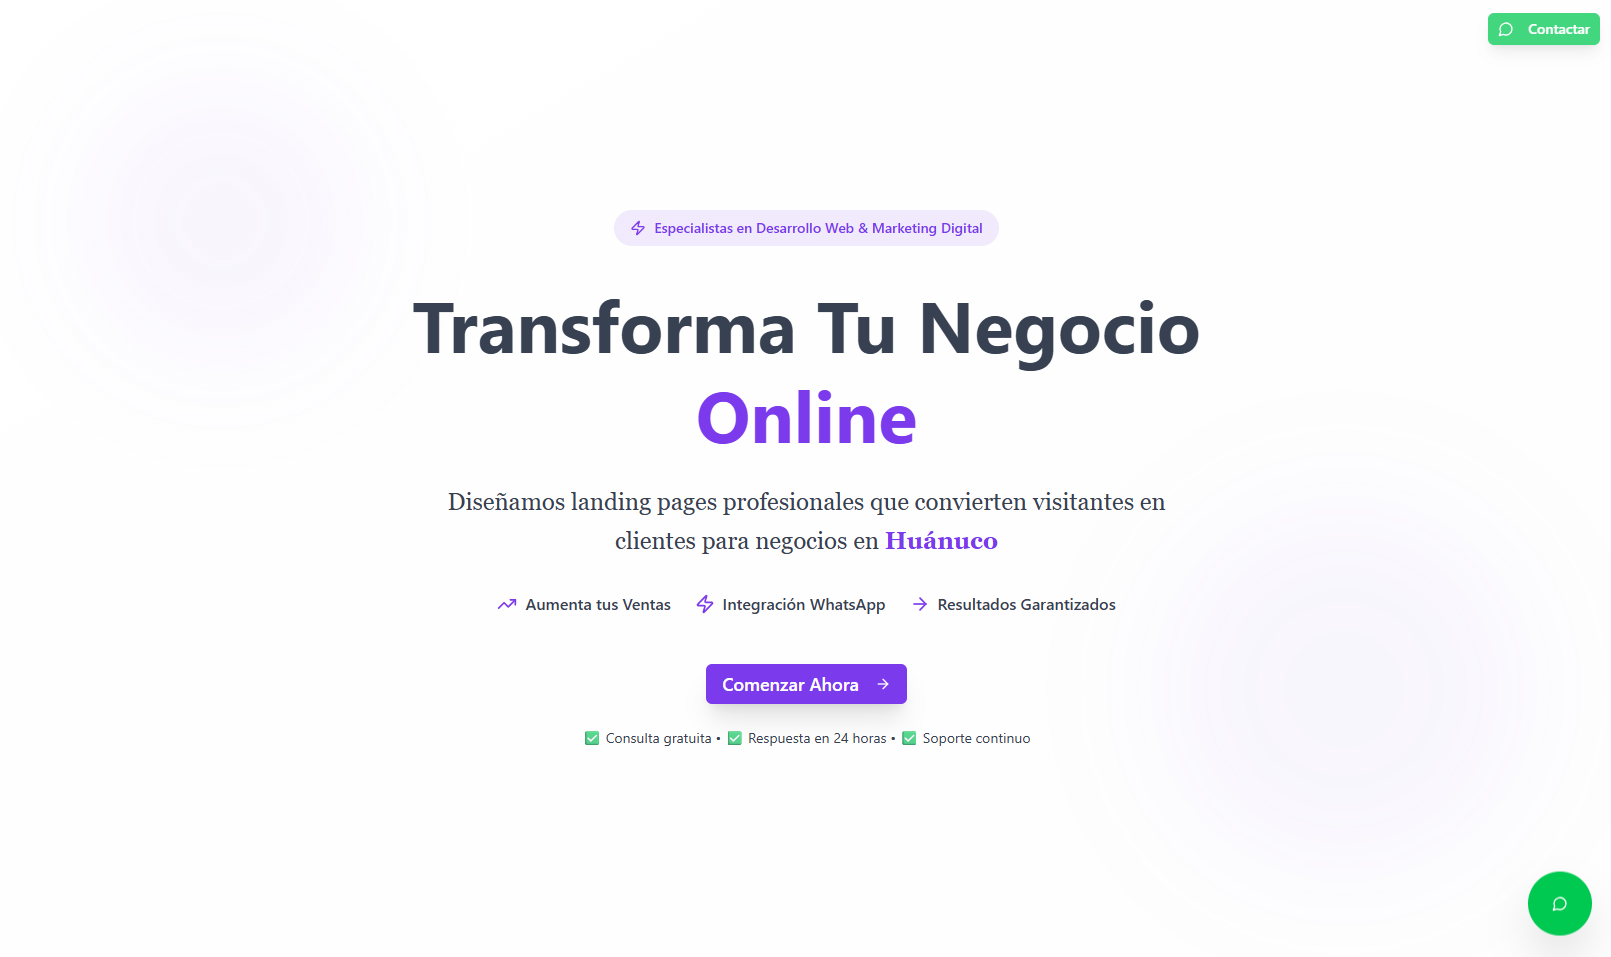 Contactar
Especialistas en Desarrollo Web & Marketing Digital
Transforma Tu Negocio
Online
Diseñamos landing pages profesionales que convierten visitantes en
clientes para negocios en Huánuco
Aumenta tus Ventas Integración WhatsApp Resultados Garantizados
Comenzar Ahora →
✅ Consulta gratuita • ✅ Respuesta en 24 horas • ✅ Soporte continuo